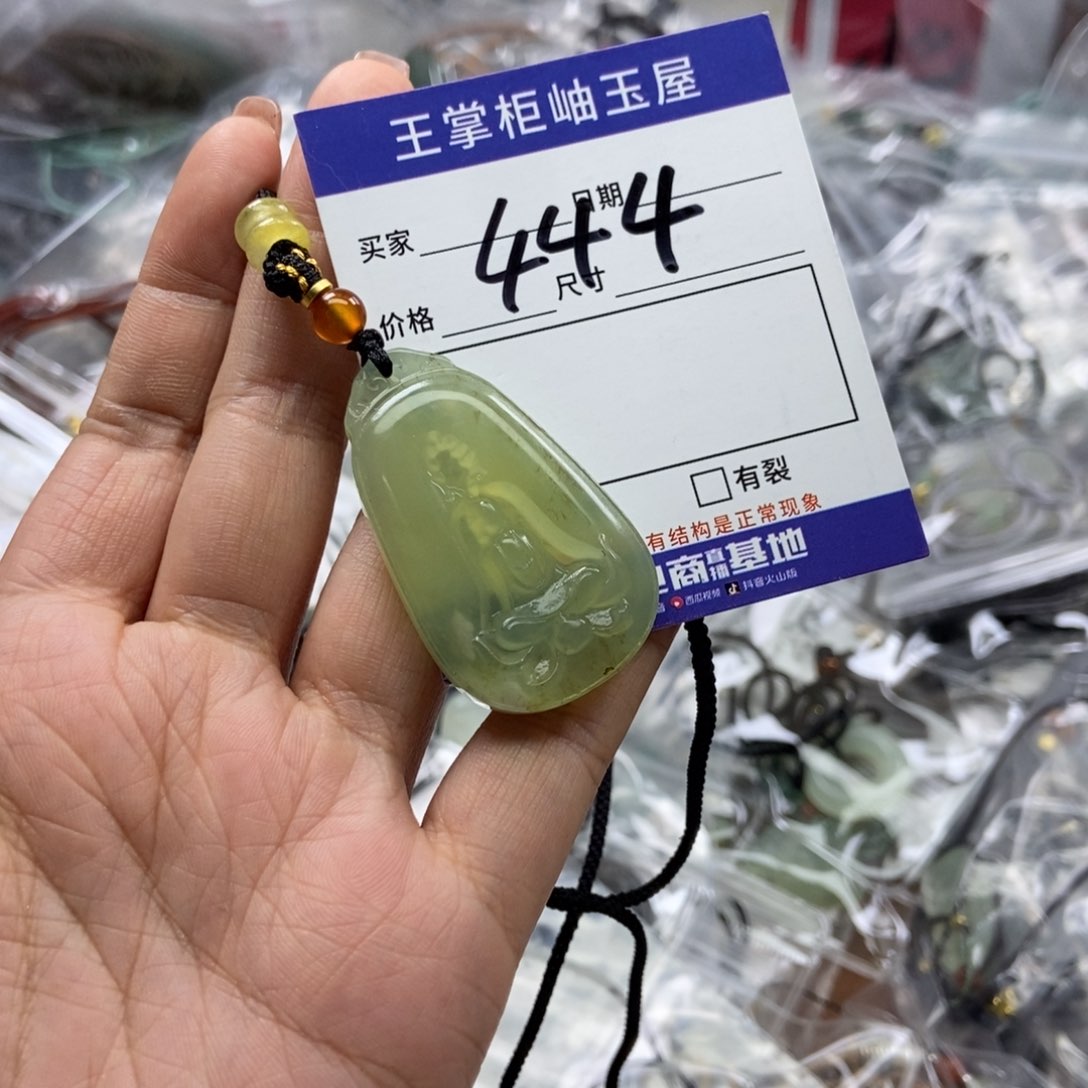 王掌柜岫玉屋
买家 日期
444
价格 尺寸
有裂
有结构是正常现象
电商直播基地
西瓜视频 抖音火山版